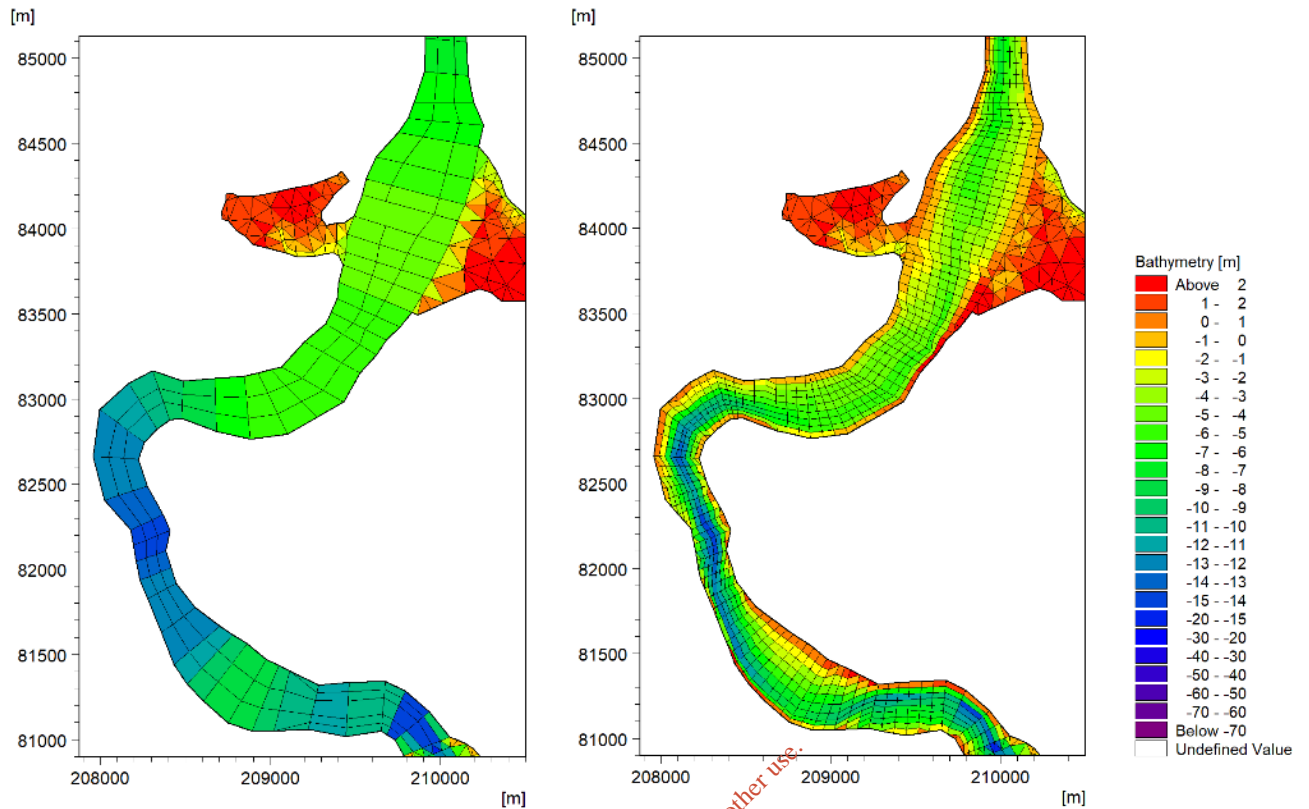 [m]
85000
84500
84000
83500
83000
82500
82000
81500
81000
208000 209000 210000
[m]
[m]
85000
84500
84000
83500
83000
82500
82000
81500
81000
208000 209000 210000
[m]
other use.
Bathymetry [m]
Above 2
1 - 2
0 - 1
-1 - 0
-2 - -1
-3 - -2
-4 - -3
-5 - -4
-6 - -5
-7 - -6
-8 - -7
-9 - -8
-10 - -9
-11 - -10
-12 - -11
-13 - -12
-14 - -13
-15 - -14
-20 - -15
-30 - -20
-40 - -30
-50 - -40
-60 - -50
-70 - -60
Below -70
Undefined Value